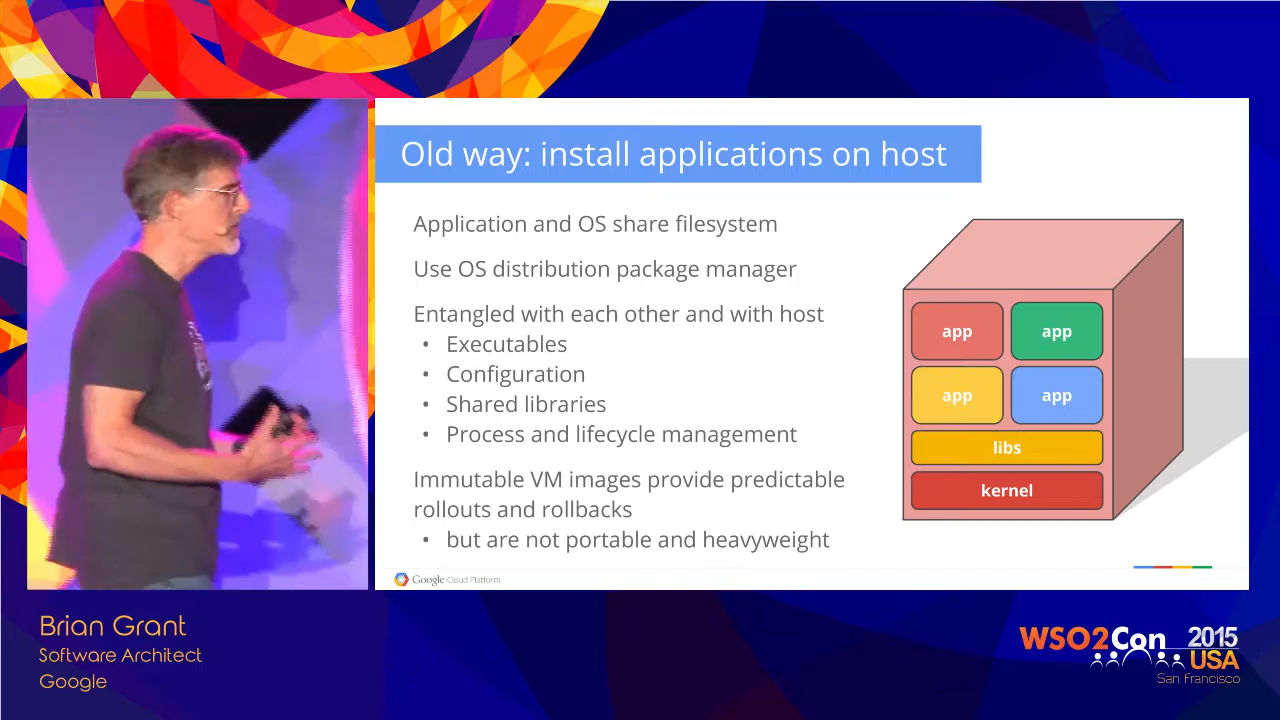 Old way: install applications on host
Application and OS share filesystem
Use OS distribution package manager
Entangled with each other and with host
• Executables
• Configuration
• Shared libraries
• Process and lifecycle management
Immutable VM images provide predictable
rollouts and rollbacks
• but are not portable and heavyweight
app app
app app
libs
kernel
Google Cloud Platform
Brian Grant
Software Architect
Google
WSO2Con 2015
USA
San Francisco